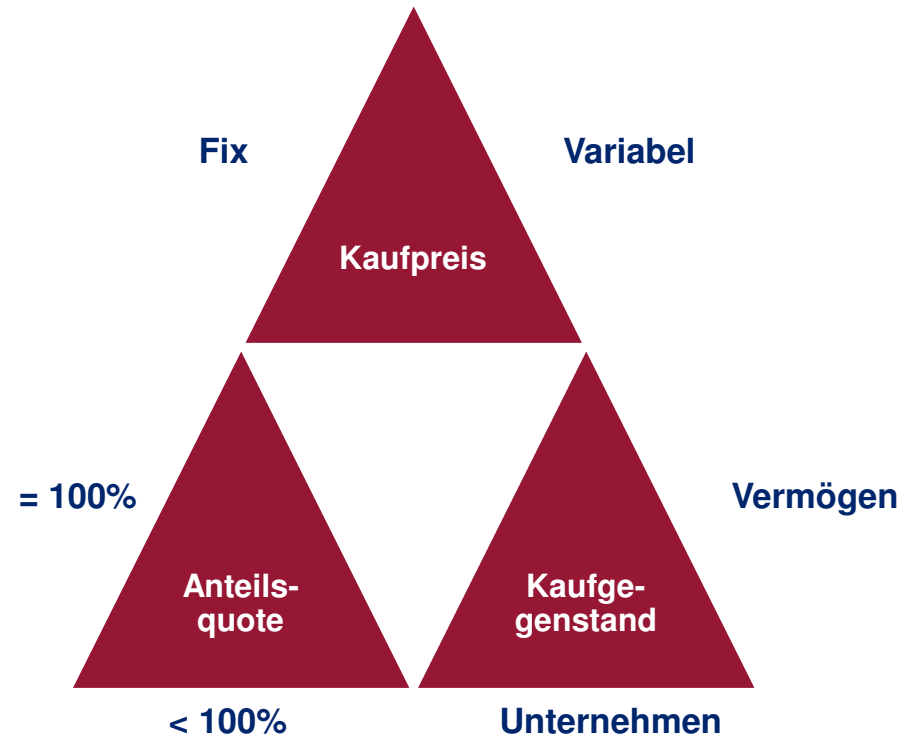 Fix
Variabel
Kaufpreis
= 100%
Vermögen
Anteils-
quote
Kaufge-
genstand
< 100%
Unternehmen